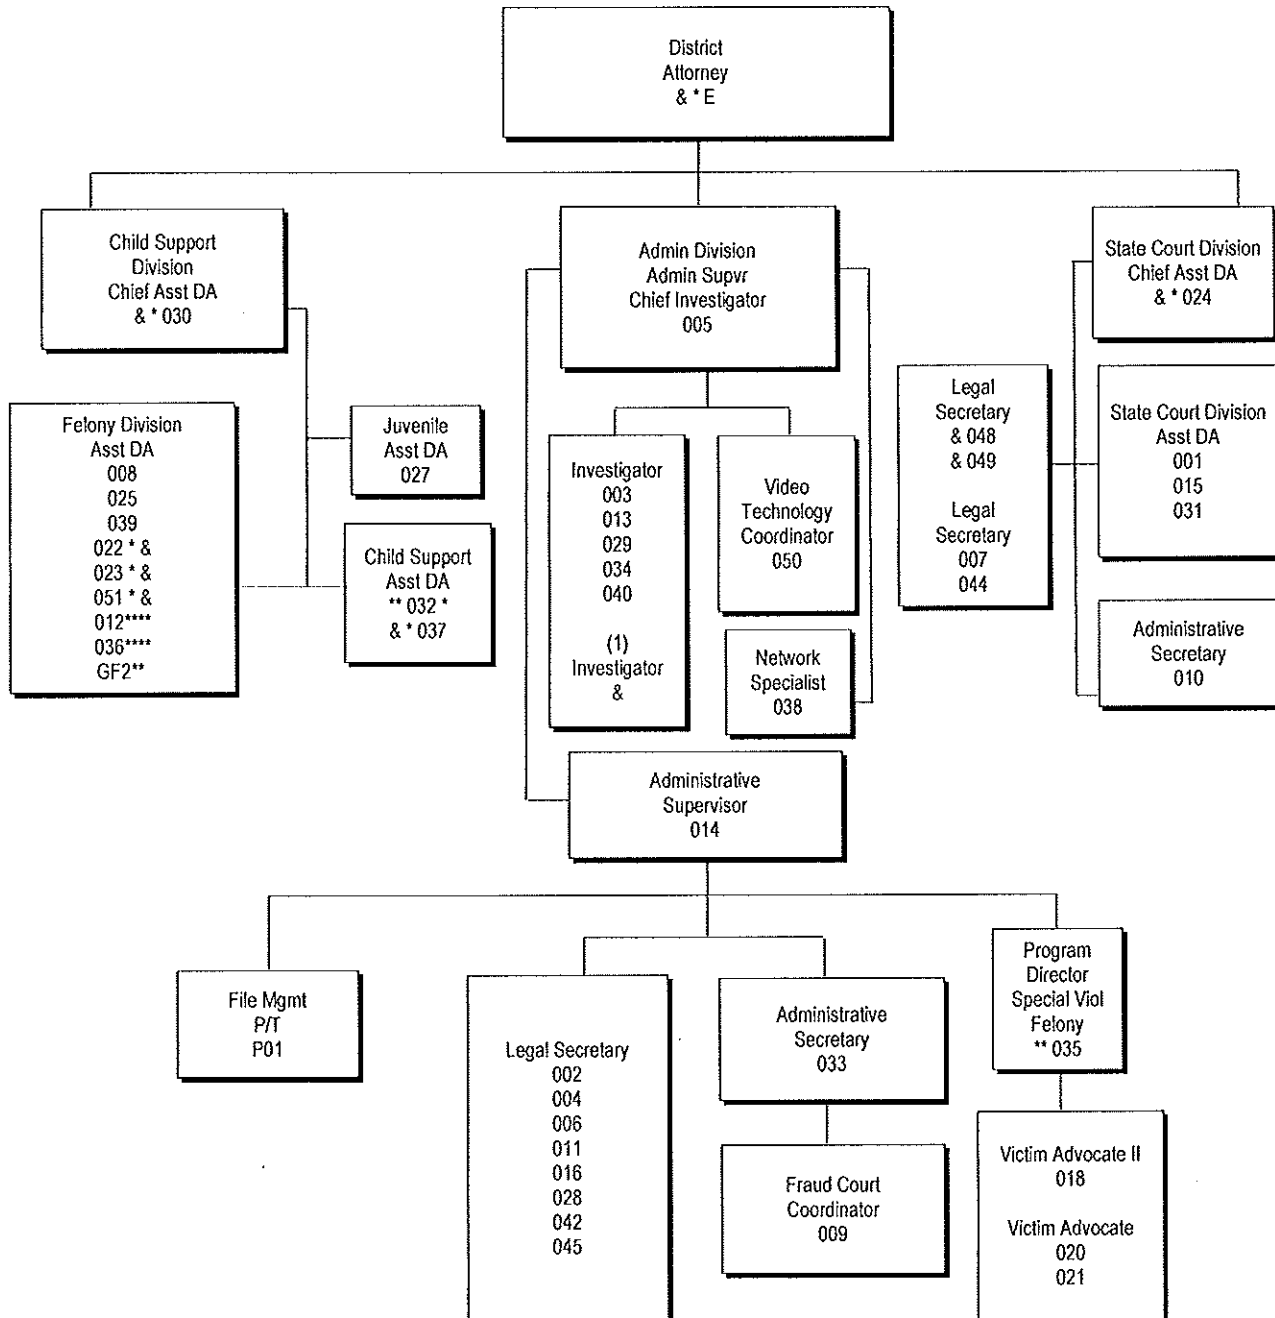 District
Attorney
& * E
Child Support
Division
Chief Asst DA
& * 030
Admin Division
Admin Supvr
Chief Investigator
005
State Court Division
Chief Asst DA
& * 024
Felony Division
Asst DA
008
025
039
022 * &
023 * &
051 * &
012****
036****
GF2**
Juvenile
Asst DA
027
Child Support
Asst DA
** 032 *
& * 037
Investigator
003
013
029
034
040
(1)
Investigator
&
Video
Technology
Coordinator
050
Network
Specialist
038
Legal
Secretary
& 048
& 049
Legal
Secretary
007
044
State Court Division
Asst DA
001
015
031
Administrative
Secretary
010
Administrative
Supervisor
014
File Mgmt
P/T
P01
Legal Secretary
002
004
006
011
016
028
042
045
Administrative
Secretary
033
Fraud Court
Coordinator
009
Program
Director
Special Viol
Felony
** 035
Victim Advocate II
018
Victim Advocate
020
021